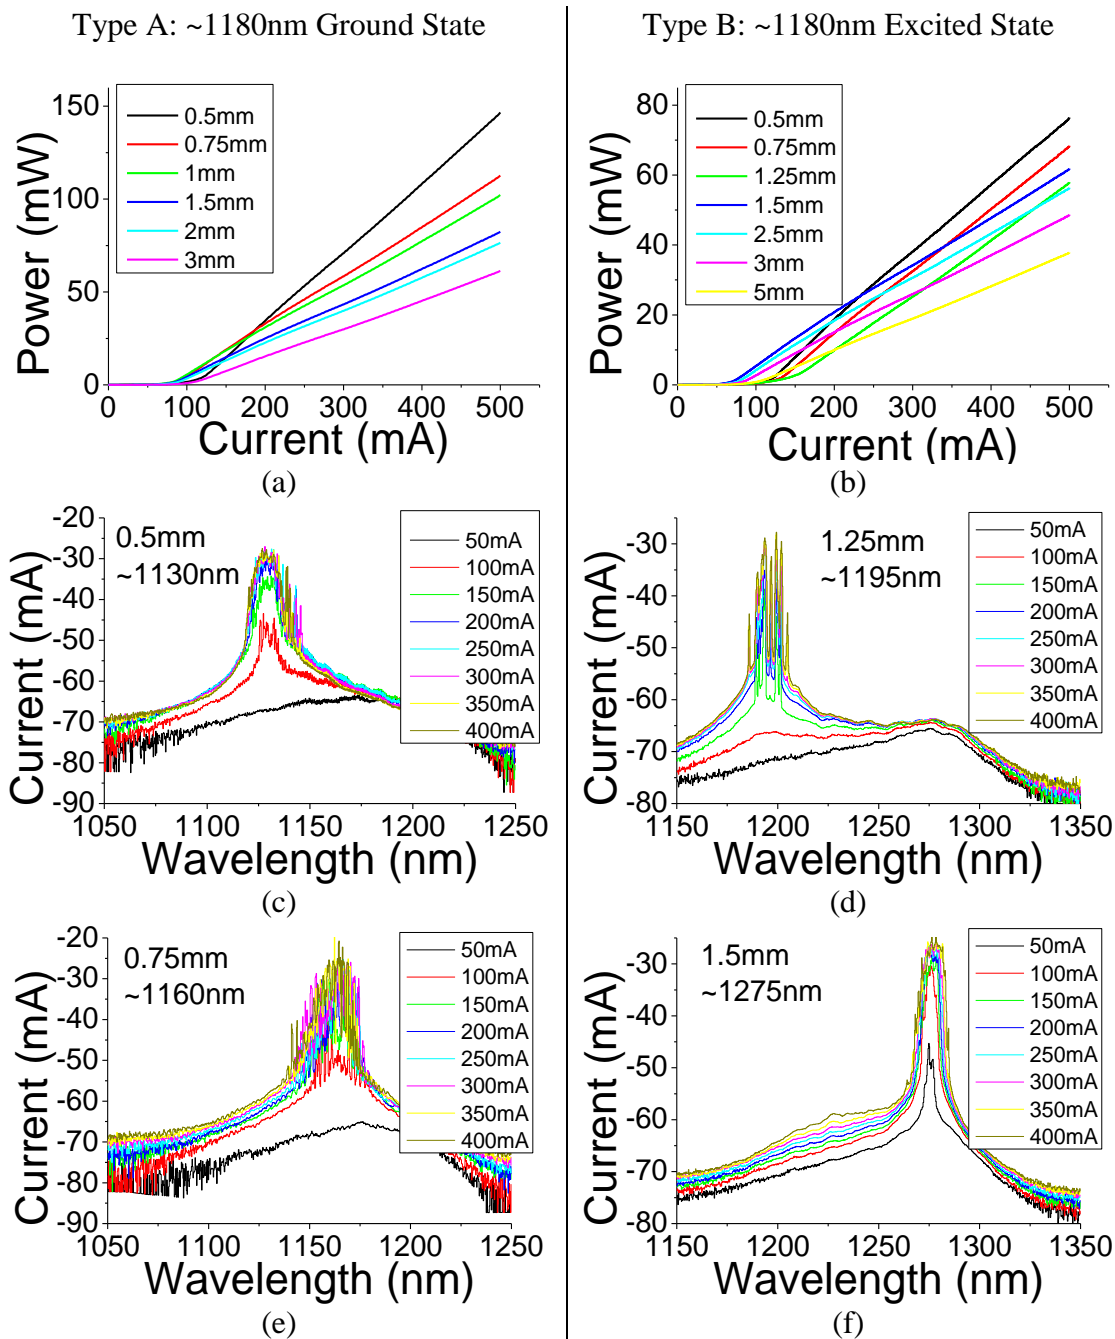 Type A: ~1180nm Ground State
Type B: ~1180nm Excited State
Power (mW)
150
100
50
0
0.5mm
0.75mm
1mm
1.5mm
2mm
3mm
0 100 200 300 400 500
Current (mA)
(a)
Power (mW)
80
60
40
20
0
0.5mm
0.75mm
1.25mm
1.5mm
2.5mm
3mm
5mm
0 100 200 300 400 500
Current (mA)
(b)
Current (mA)
-20
-30
-40
-50
-60
-70
-80
-90
0.5mm
~1130nm
50mA
100mA
150mA
200mA
250mA
300mA
350mA
400mA
1050 1100 1150 1200 1250
Wavelength (nm)
(c)
Current (mA)
-30
-40
-50
-60
-70
-80
1.25mm
~1195nm
50mA
100mA
150mA
200mA
250mA
300mA
350mA
400mA
1150 1200 1250 1300 1350
Wavelength (nm)
(d)
Current (mA)
-20
-30
-40
-50
-60
-70
-80
-90
0.75mm
~1160nm
50mA
100mA
150mA
200mA
250mA
300mA
350mA
400mA
1050 1100 1150 1200 1250
Wavelength (nm)
(e)
Current (mA)
-30
-40
-50
-60
-70
-80
1.5mm
~1275nm
50mA
100mA
150mA
200mA
250mA
300mA
350mA
400mA
1150 1200 1250 1300 1350
Wavelength (nm)
(f)